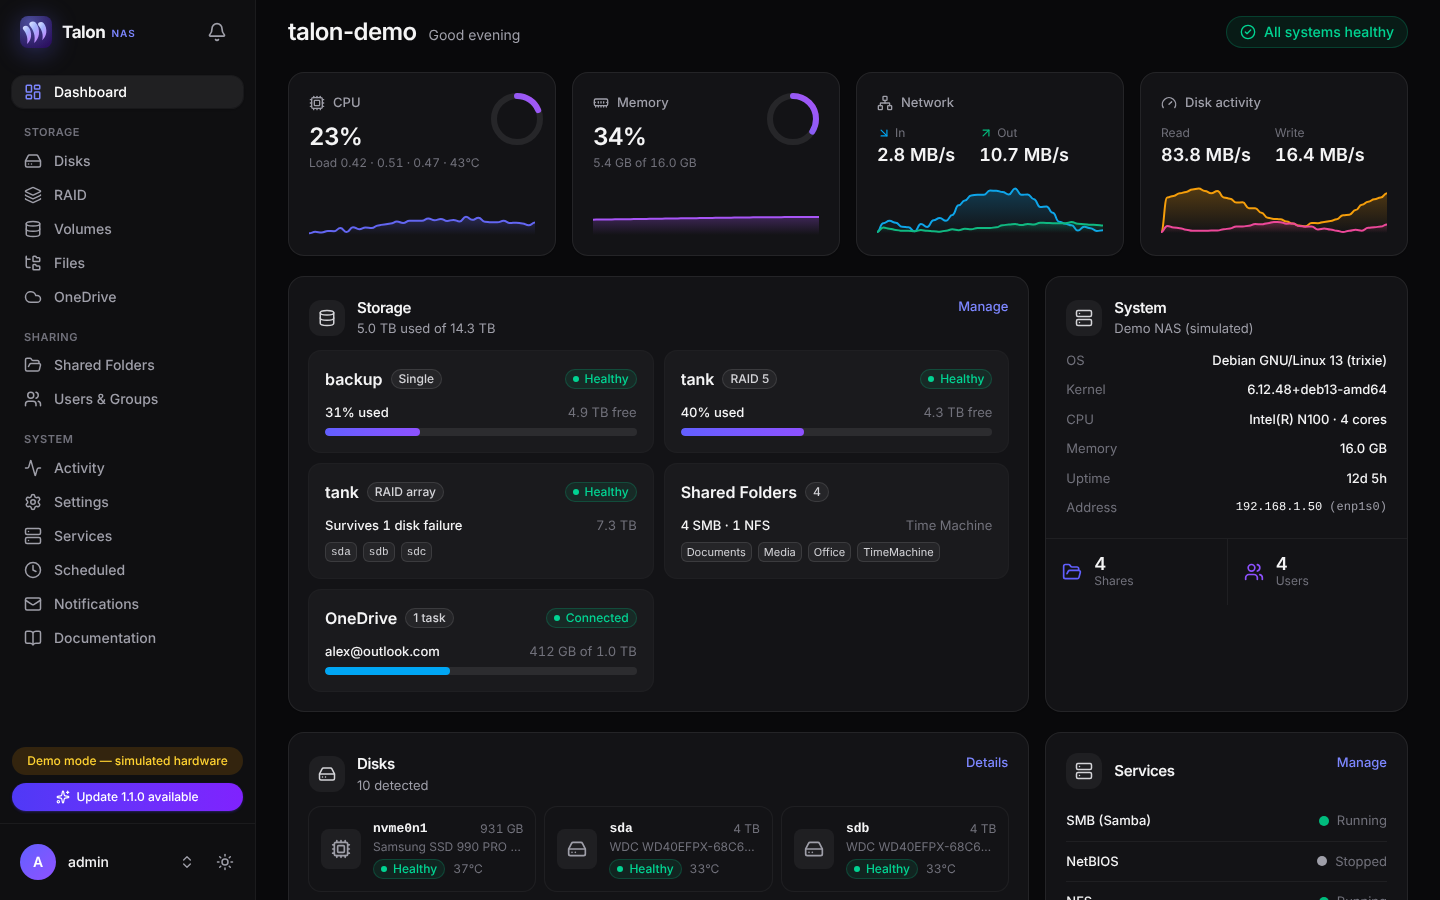 Talon NAS
Dashboard
STORAGE
Disks
RAID
Volumes
Files
OneDrive
SHARING
Shared Folders
Users & Groups
SYSTEM
Activity
Settings
Services
Scheduled
Notifications
Documentation
Demo mode — simulated hardware
Update 1.1.0 available
A admin
talon-demo Good evening
All systems healthy
CPU
23%
Load 0.42 · 0.51 · 0.47 · 43°C
Memory
34%
5.4 GB of 16.0 GB
Network
In Out
2.8 MB/s 10.7 MB/s
Disk activity
Read Write
83.8 MB/s 16.4 MB/s
Storage
5.0 TB used of 14.3 TB
Manage
backup Single Healthy
31% used 4.9 TB free
tank RAID 5 Healthy
40% used 4.3 TB free
tank RAID array Healthy
Survives 1 disk failure 7.3 TB
sda sdb sdc
Shared Folders 4
4 SMB · 1 NFS Time Machine
Documents Media Office TimeMachine
OneDrive 1 task Connected
alex@outlook.com 412 GB of 1.0 TB
System
Demo NAS (simulated)
OS Debian GNU/Linux 13 (trixie)
Kernel 6.12.48+deb13-amd64
CPU Intel(R) N100 · 4 cores
Memory 16.0 GB
Uptime 12d 5h
Address 192.168.1.50 (enp1s0)
4 Shares
4 Users
Disks
10 detected
Details
nvme0n1 931 GB
Samsung SSD 990 PRO ...
Healthy 37°C
sda 4 TB
WDC WD40EFPX-68C6...
Healthy 33°C
sdb 4 TB
WDC WD40EFPX-68C6...
Healthy 33°C
Services
Manage
SMB (Samba) Running
NetBIOS Stopped
NFS Running